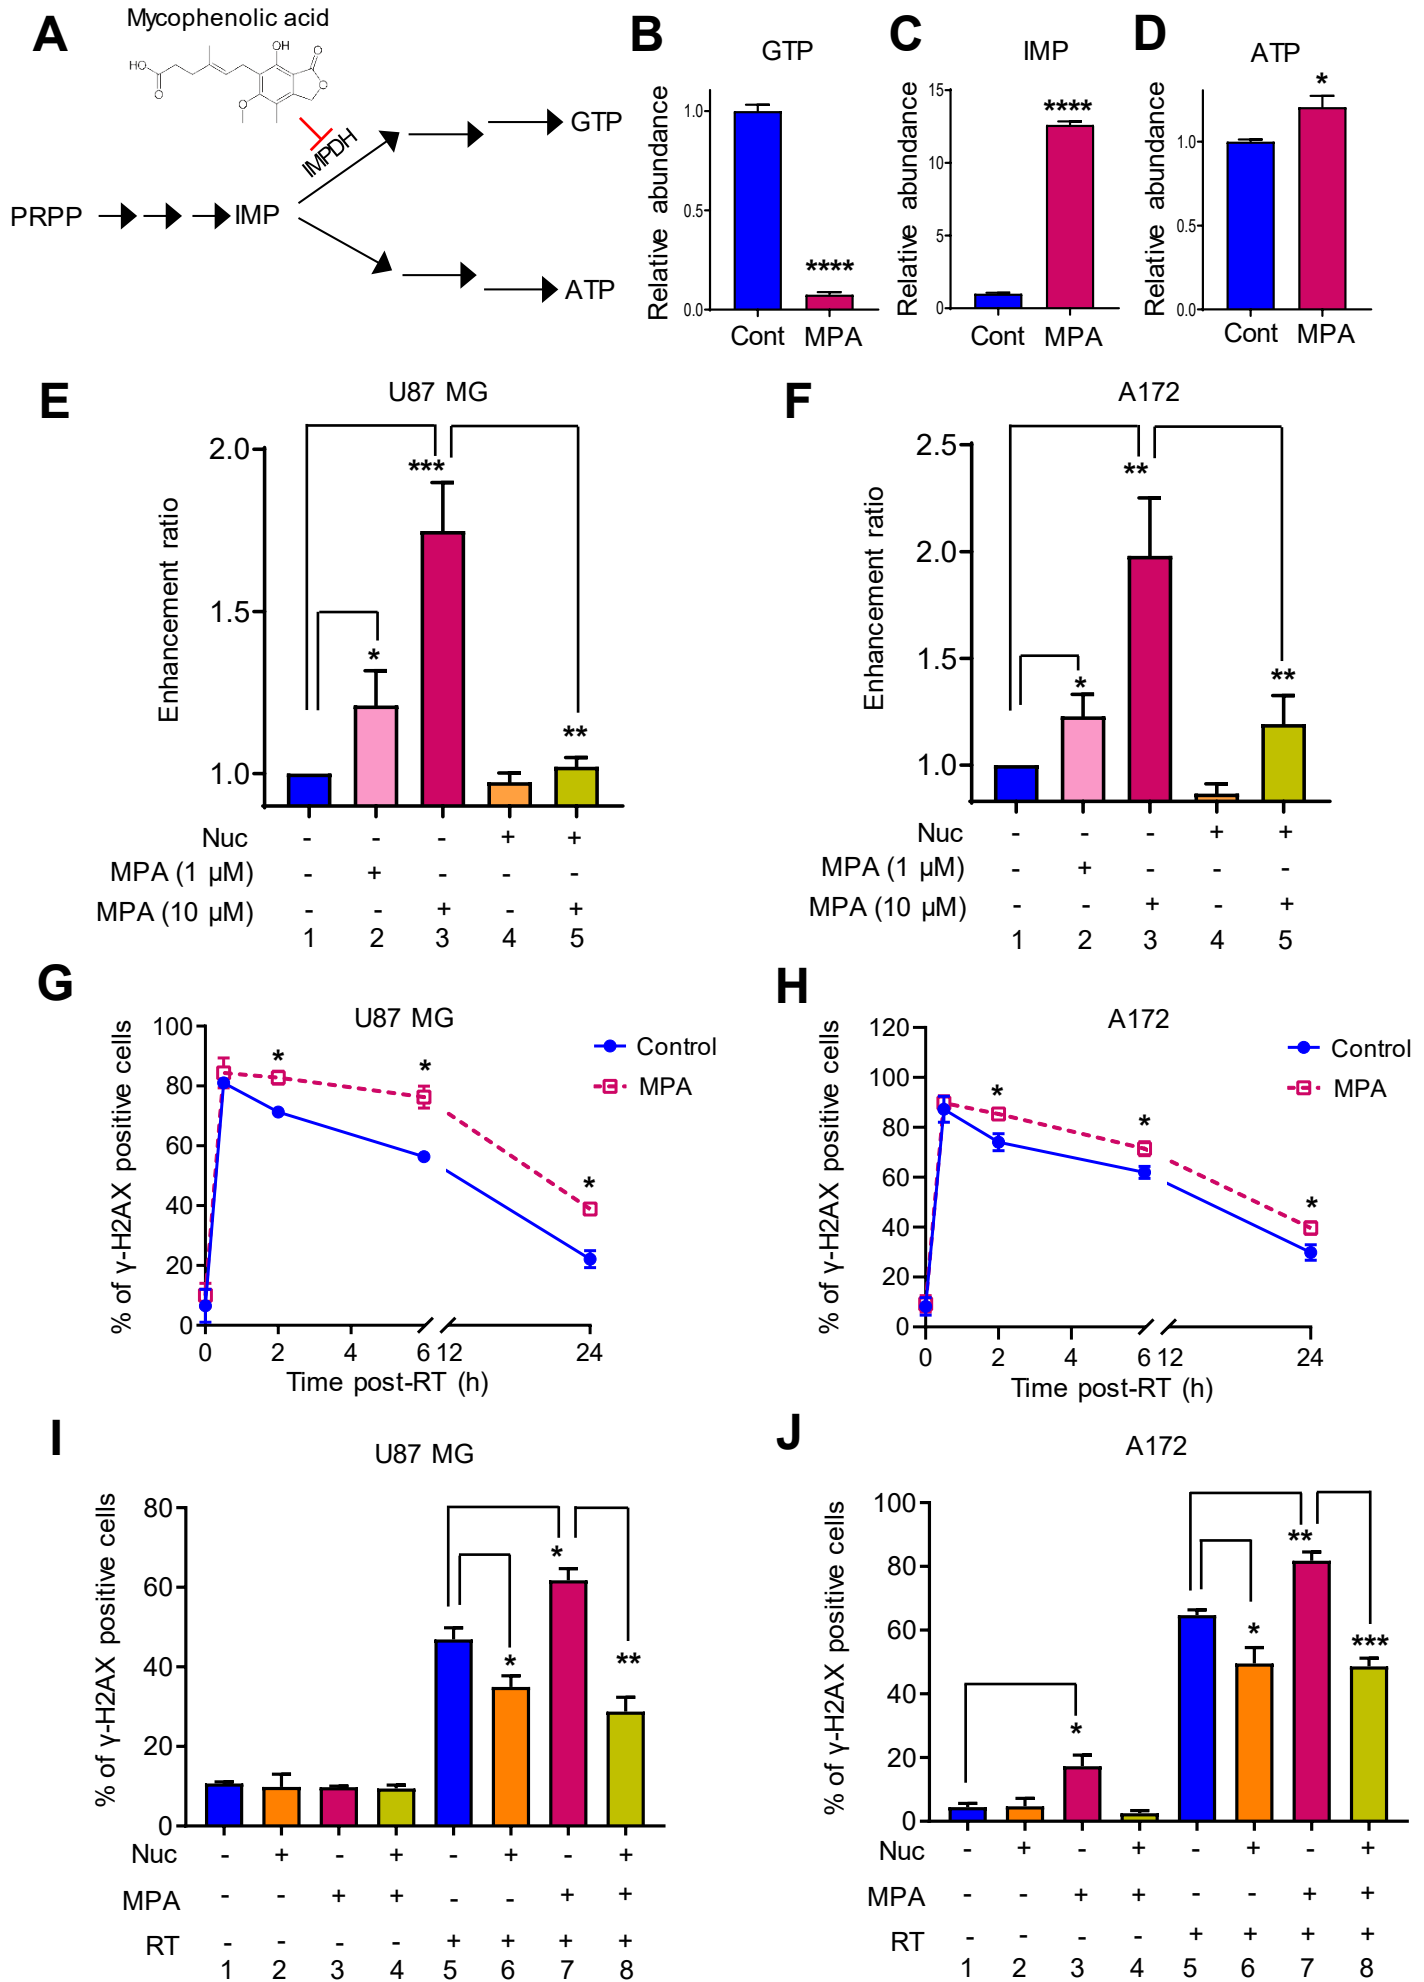 A
Mycophenolic acid
HO
O
OH
O
O
O
IMPDH
GTP
PRPP
IMP
ATP
B
GTP
Relative abundance
1.0
0.5
0.0
****
Cont MPA
C
IMP
Relative abundance
15
10
5
0
****
Cont MPA
D
ATP
Relative abundance
1.0
0.5
0.0
*
Cont MPA
E
U87 MG
Enhancement ratio
2.0
1.5
1.0
*
***
**
Nuc - - - + +
MPA (1 µM) - + - - -
MPA (10 µM) - - + - +
1 2 3 4 5
F
A172
Enhancement ratio
2.5
2.0
1.5
1.0
*
**
**
Nuc - - - + +
MPA (1 µM) - + - - -
MPA (10 µM) - - + - +
1 2 3 4 5
G
U87 MG
% of γ-H2AX positive cells
100
80
60
40
20
0
* * *
Control
MPA
0 2 4 6 12 24
Time post-RT (h)
H
A172
% of γ-H2AX positive cells
120
100
80
60
40
20
0
* * *
Control
MPA
0 2 4 6 12 24
Time post-RT (h)
I
U87 MG
% of γ-H2AX positive cells
80
60
40
20
0
* * **
Nuc - + - + - + - +
MPA - - + + - - + +
RT - - - - + + + +
1 2 3 4 5 6 7 8
J
A172
% of γ-H2AX positive cells
100
80
60
40
20
0
* * ** ***
Nuc - + - + - + - +
MPA - - + + - - + +
RT - - - - + + + +
1 2 3 4 5 6 7 8